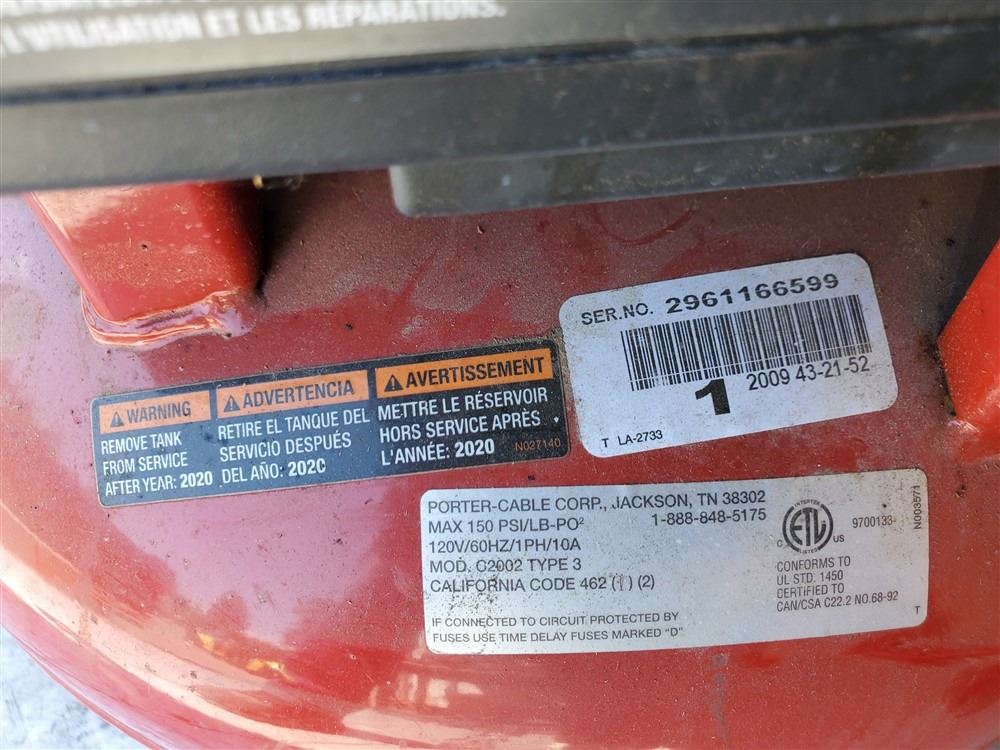 L'UTILISATION ET LES RÉPARATIONS.
SER.NO. 2961166599
1 2009 43-21-52
T LA-2733
WARNING
REMOVE TANK
FROM SERVICE
AFTER YEAR: 2020
ADVERTENCIA
RETIRE EL TANQUE DEL
SERVICIO DESPUÉS
DEL AÑO: 202C
AVERTISSEMENT
METTRE LE RÉSERVOIR
HORS SERVICE APRÈS
L'ANNÉE: 2020
N027140
PORTER-CABLE CORP., JACKSON, TN 38302
MAX 150 PSI/LB-PO² 1-888-848-5175
120V/60HZ/1PH/10A
MOD. C2002 TYPE 3
CALIFORNIA CODE 462 (l) (2)
IF CONNECTED TO CIRCUIT PROTECTED BY
FUSES USE TIME DELAY FUSES MARKED "D"
INTERTEK
ETL
LISTED
C US
9700133
CONFORMS TO
UL STD. 1450
CERTIFIED TO
CAN/CSA C22.2 NO.68-92
N003571
T